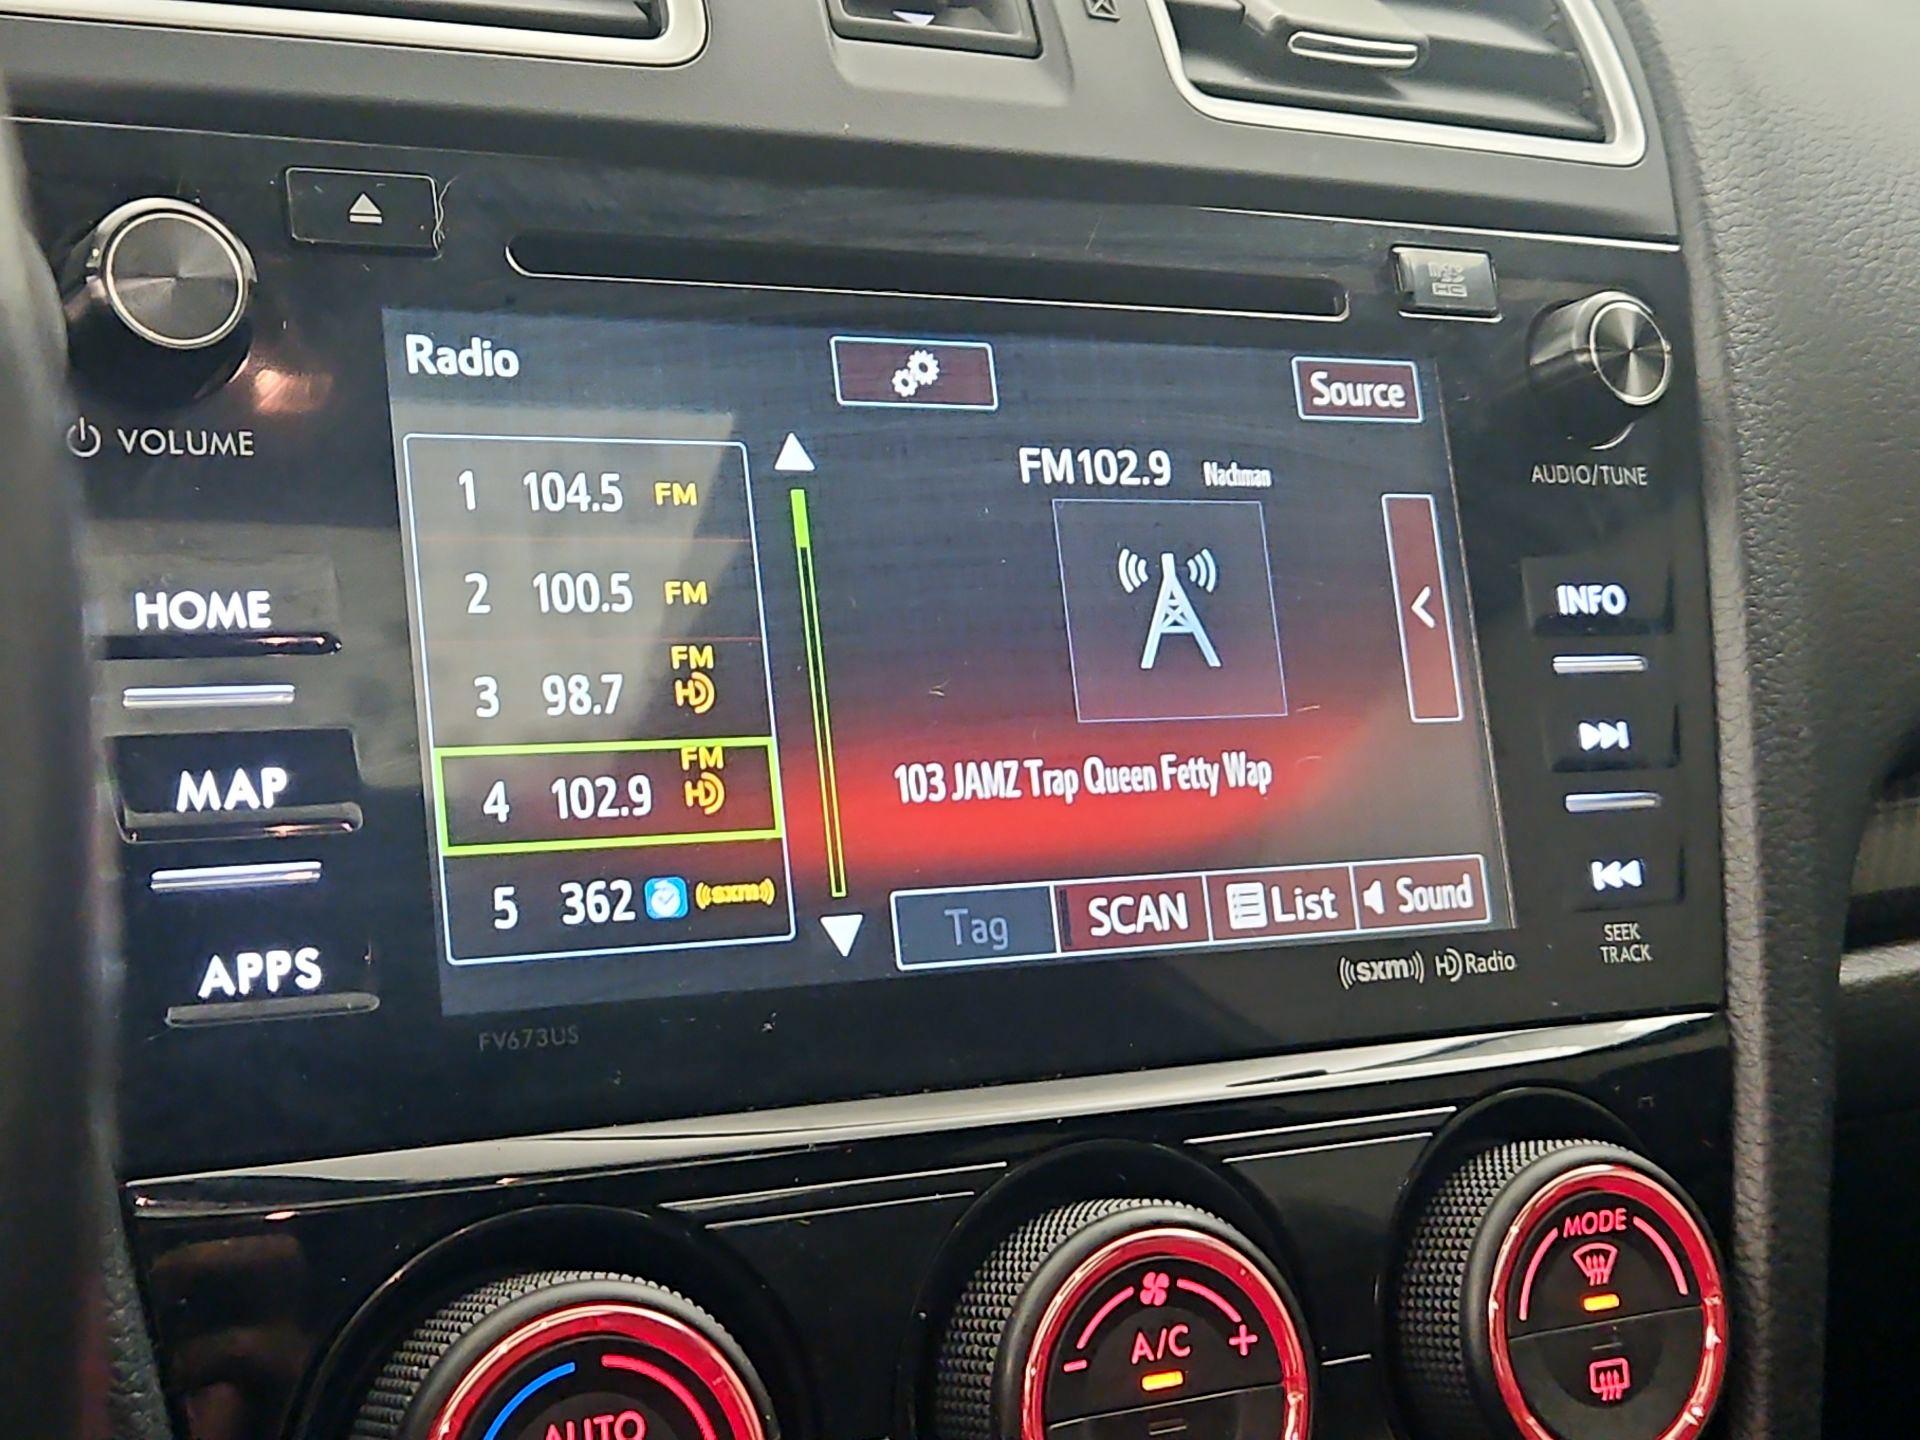 Radio
Source
VOLUME
AUDIO/TUNE
1 104.5 FM
FM102.9 Nachman
2 100.5 FM
HOME
INFO
3 98.7 FM HD
MAP
4 102.9 FM HD
103 JAMZ Trap Queen Fetty Wap
5 362 ((sxm))
Tag SCAN List Sound
APPS
SEEK
TRACK
((sxm)) HD Radio
FV673US
MODE
A/C
- +
AUTO